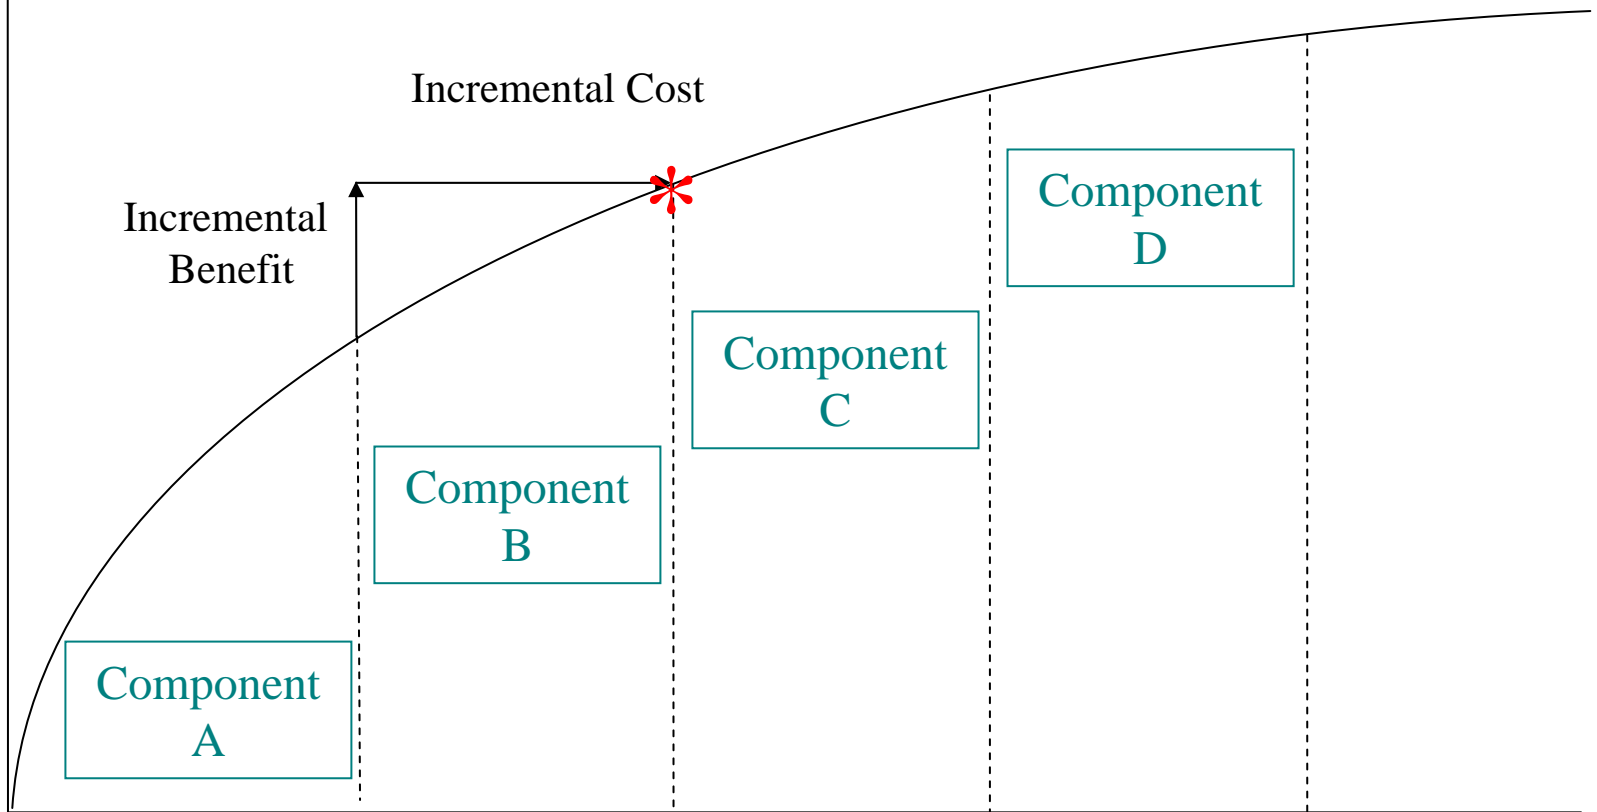 Incremental Cost
Incremental
Benefit
Component
D
Component
C
Component
B
Component
A